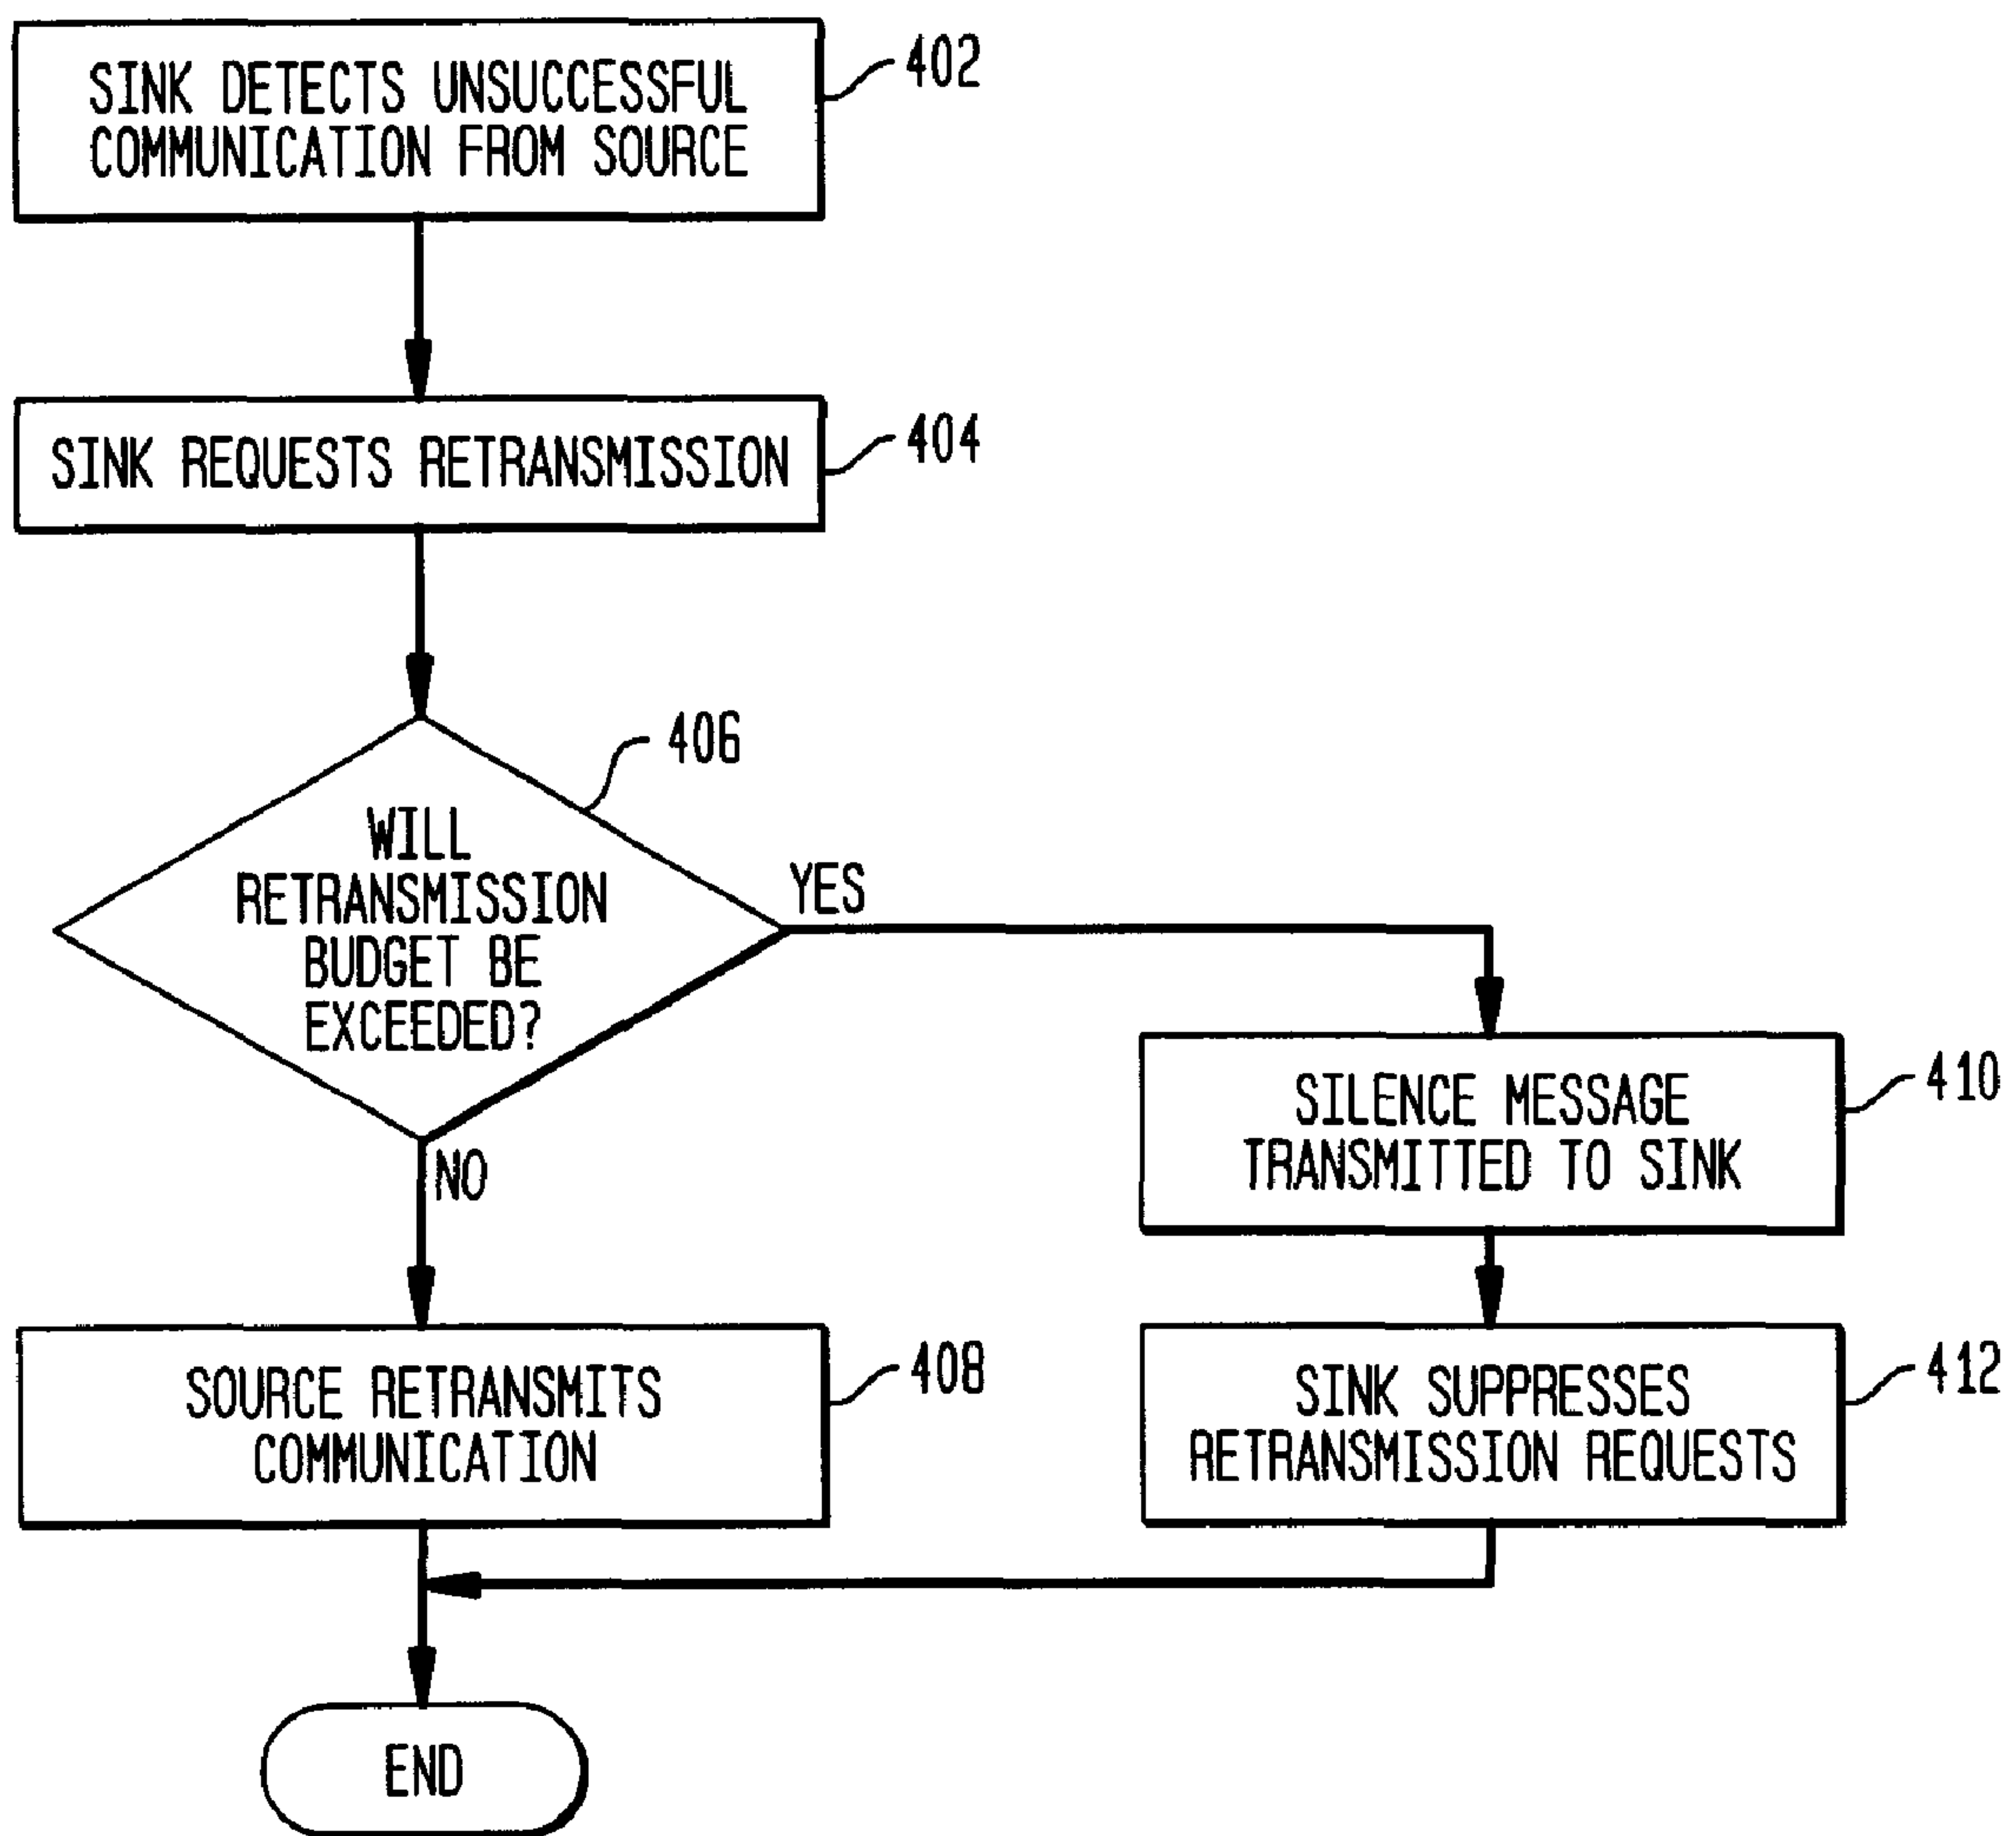 SINK DETECTS UNSUCCESSFUL
COMMUNICATION FROM SOURCE
402
SINK REQUESTS RETRANSMISSION
404
406
WILL
RETRANSMISSION
BUDGET BE
EXCEEDED?
YES
NO
SILENCE MESSAGE
TRANSMITTED TO SINK
410
SOURCE RETRANSMITS
COMMUNICATION
408
SINK SUPPRESSES
RETRANSMISSION REQUESTS
412
END